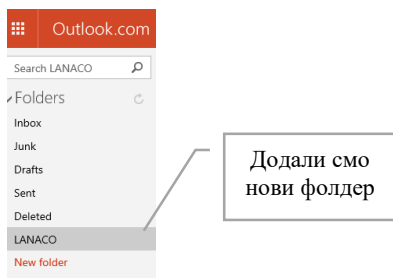 Outlook.com
Search LANACO
Folders
Inbox
Junk
Drafts
Sent
Deleted
LANACO
New folder
Додали смо
нови фолдер